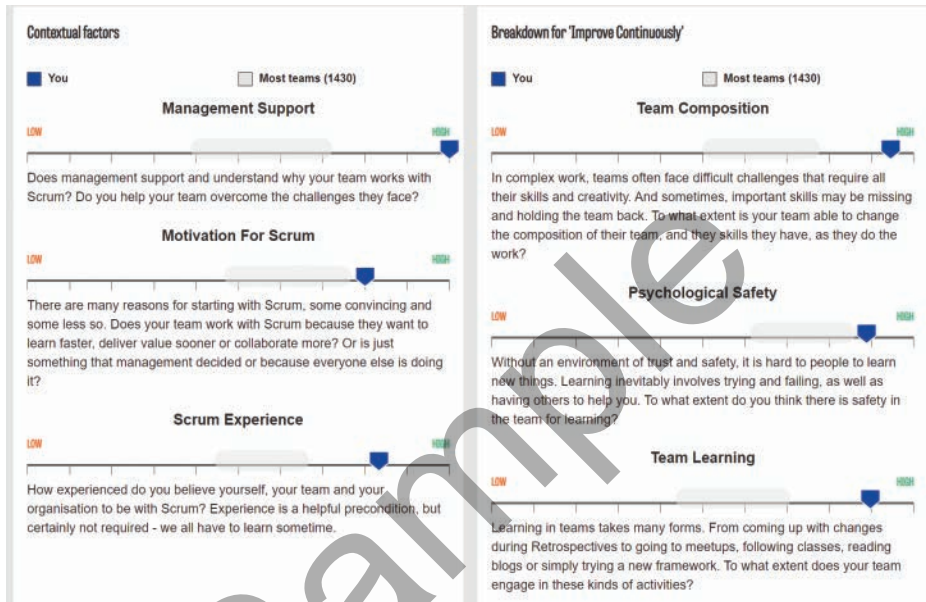 Contextual factors
You
Most teams (1430)
Management Support
LOW
HIGH
Does management support and understand why your team works with
Scrum? Do you help your team overcome the challenges they face?
Motivation For Scrum
LOW
HIGH
There are many reasons for starting with Scrum, some convincing and
some less so. Does your team work with Scrum because they want to
learn faster, deliver value sooner or collaborate more? Or is just
something that management decided or because everyone else is doing
it?
Scrum Experience
LOW
HIGH
How experienced do you believe yourself, your team and your
organisation to be with Scrum? Experience is a helpful precondition, but
certainly not required - we all have to learn sometime.
Breakdown for 'Improve Continuously'
You
Most teams (1430)
Team Composition
LOW
HIGH
In complex work, teams often face difficult challenges that require all
their skills and creativity. And sometimes, important skills may be missing
and holding the team back. To what extent is your team able to change
the composition of their team, and they skills they have, as they do the
work?
Psychological Safety
LOW
HIGH
Without an environment of trust and safety, it is hard to people to learn
new things. Learning inevitably involves trying and failing, as well as
having others to help you. To what extent do you think there is safety in
the team for learning?
Team Learning
LOW
HIGH
Learning in teams takes many forms. From coming up with changes
during Retrospectives to going to meetups, following classes, reading
blogs or simply trying a new framework. To what extent does your team
engage in these kinds of activities?
ample